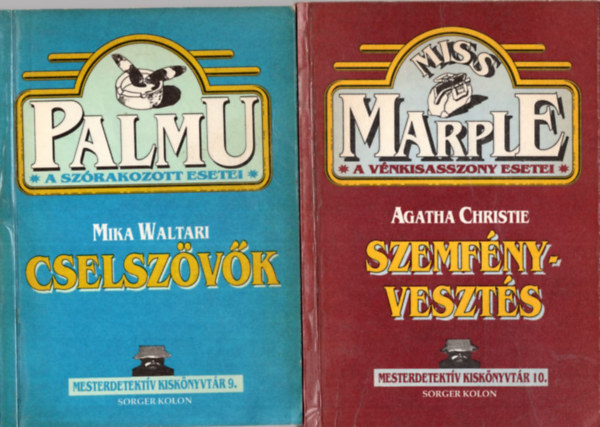 PALMU
* A SZÓRAKOZOTT ESETEI *
MIKA WALTARI
CSELSZÖVŐK
MESTERDETEKTÍV KISKÖNYVTÁR 9.
SORGER KOLON
MISS
MARPLE
* A VÉNKISASSZONY ESETEI *
AGATHA CHRISTIE
SZEMFÉNY-
VESZTÉS
MESTERDETEKTÍV KISKÖNYVTÁR 10.
SORGER KOLON